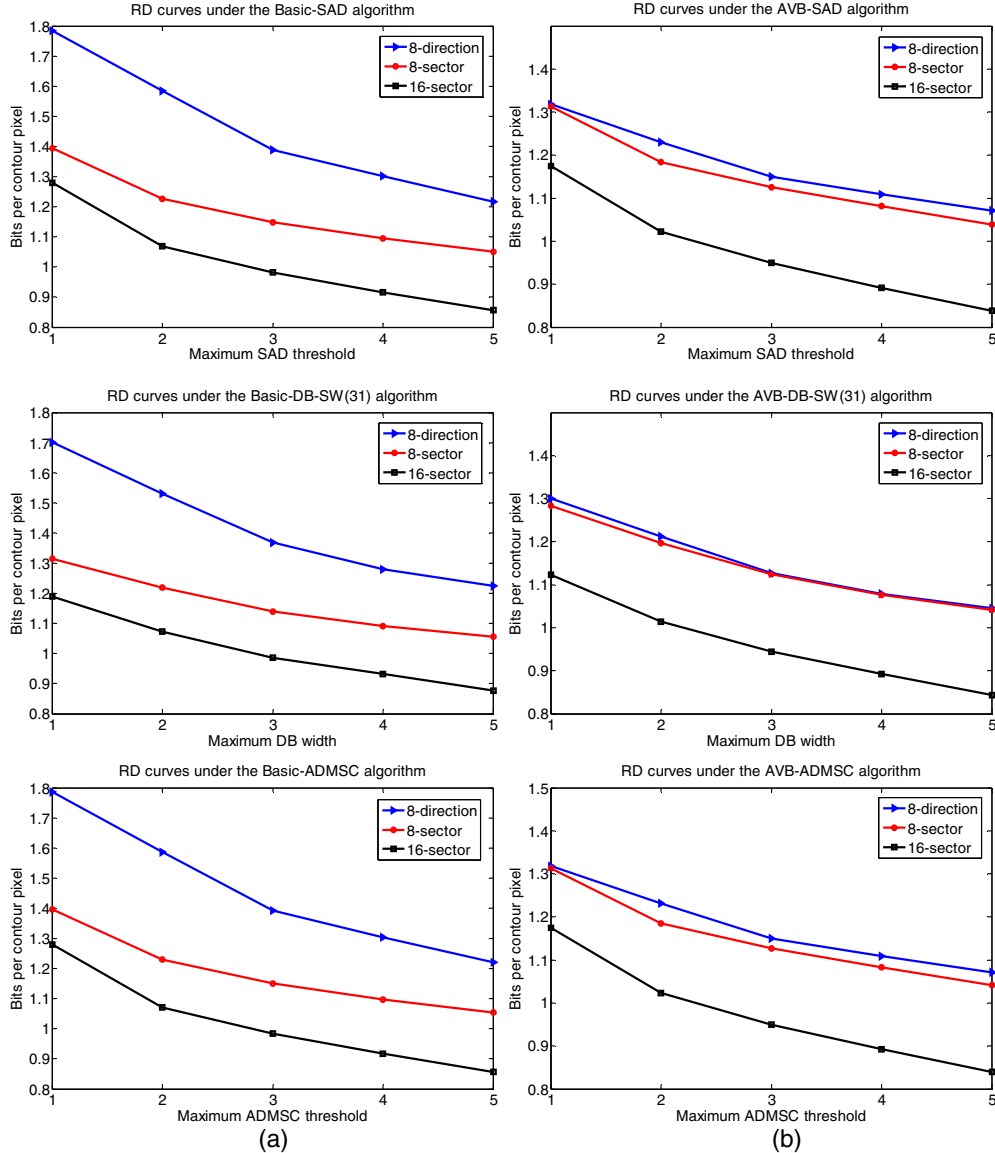 RD curves under the Basic-SAD algorithm
1.8
1.7
1.6
1.5
1.4
1.3
1.2
1.1
1
0.9
0.8
1 2 3 4 5
Bits per contour pixel
Maximum SAD threshold
8-direction
8-sector
16-sector
RD curves under the AVB-SAD algorithm
1.4
1.3
1.2
1.1
1
0.9
0.8
1 2 3 4 5
Bits per contour pixel
Maximum SAD threshold
8-direction
8-sector
16-sector
RD curves under the Basic-DB-SW(31) algorithm
1.8
1.7
1.6
1.5
1.4
1.3
1.2
1.1
1
0.9
0.8
1 2 3 4 5
Bits per contour pixel
Maximum DB width
8-direction
8-sector
16-sector
RD curves under the AVB-DB-SW(31) algorithm
1.4
1.3
1.2
1.1
1
0.9
0.8
1 2 3 4 5
Bits per contour pixel
Maximum DB width
8-direction
8-sector
16-sector
RD curves under the Basic-ADMSC algorithm
1.8
1.7
1.6
1.5
1.4
1.3
1.2
1.1
1
0.9
0.8
1 2 3 4 5
Bits per contour pixel
Maximum ADMSC threshold
8-direction
8-sector
16-sector
(a)
RD curves under the AVB-ADMSC algorithm
1.5
1.4
1.3
1.2
1.1
1
0.9
0.8
1 2 3 4 5
Bits per contour pixel
Maximum ADMSC threshold
8-direction
8-sector
16-sector
(b)